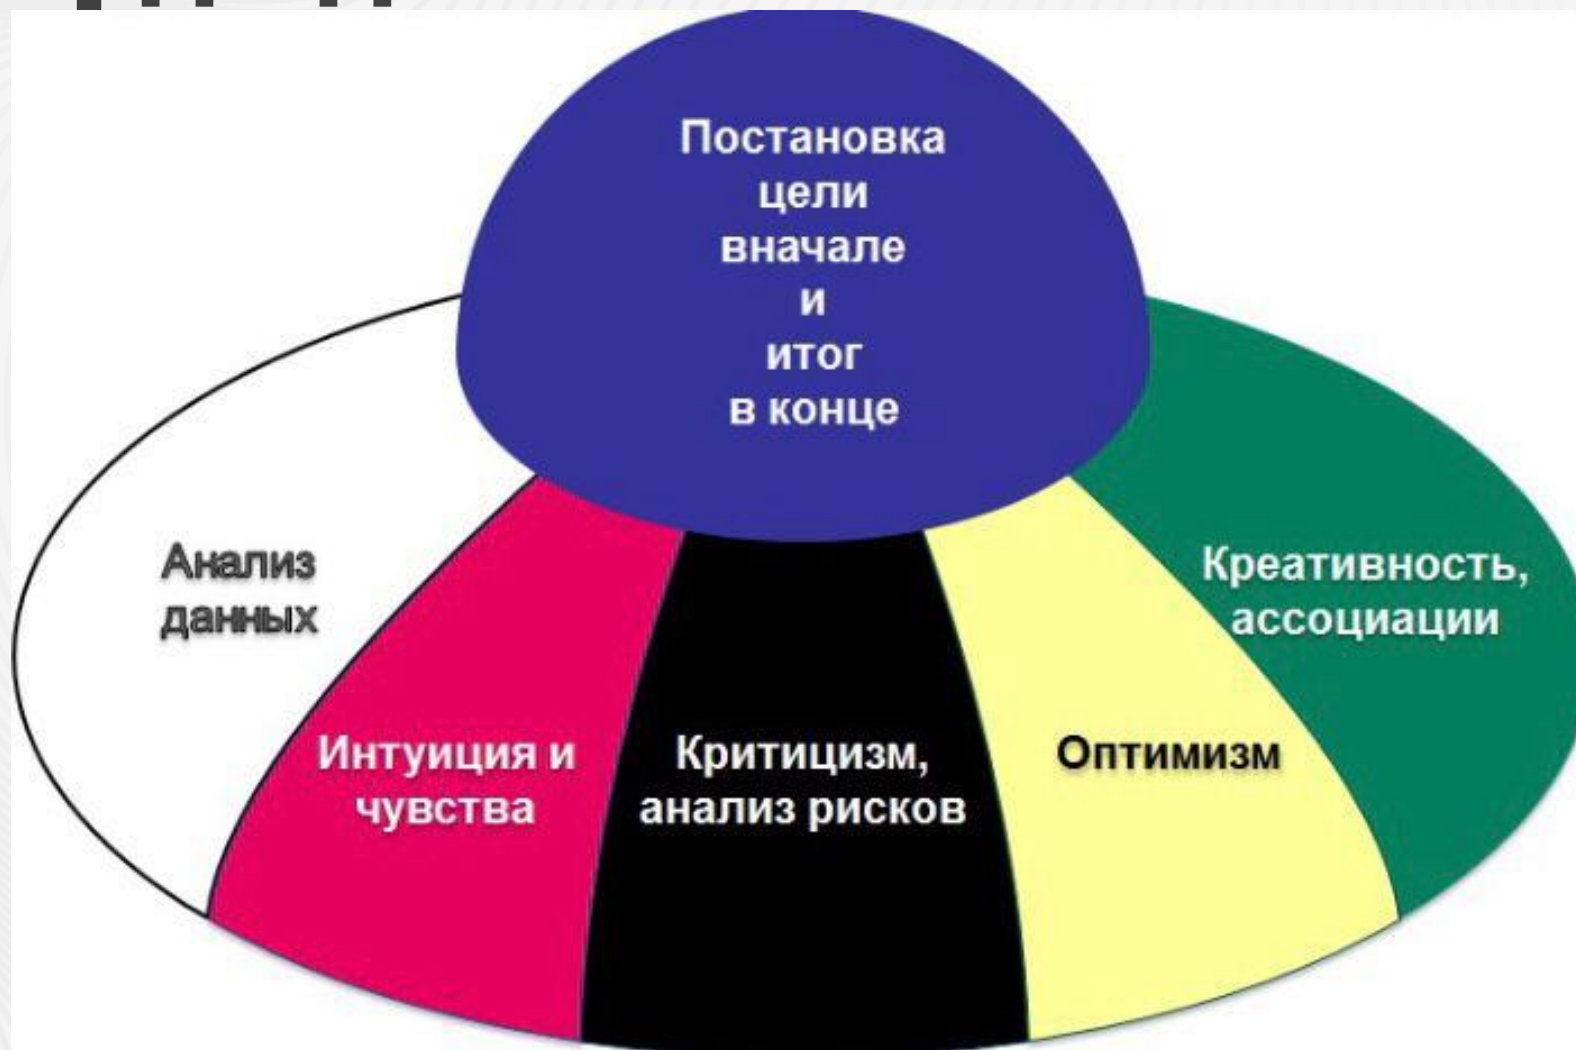 Постановка
цели
вначале
и
итог
в конце
Анализ
данных
Интуиция и
чувства
Критицизм,
анализ рисков
Оптимизм
Креативность,
ассоциации